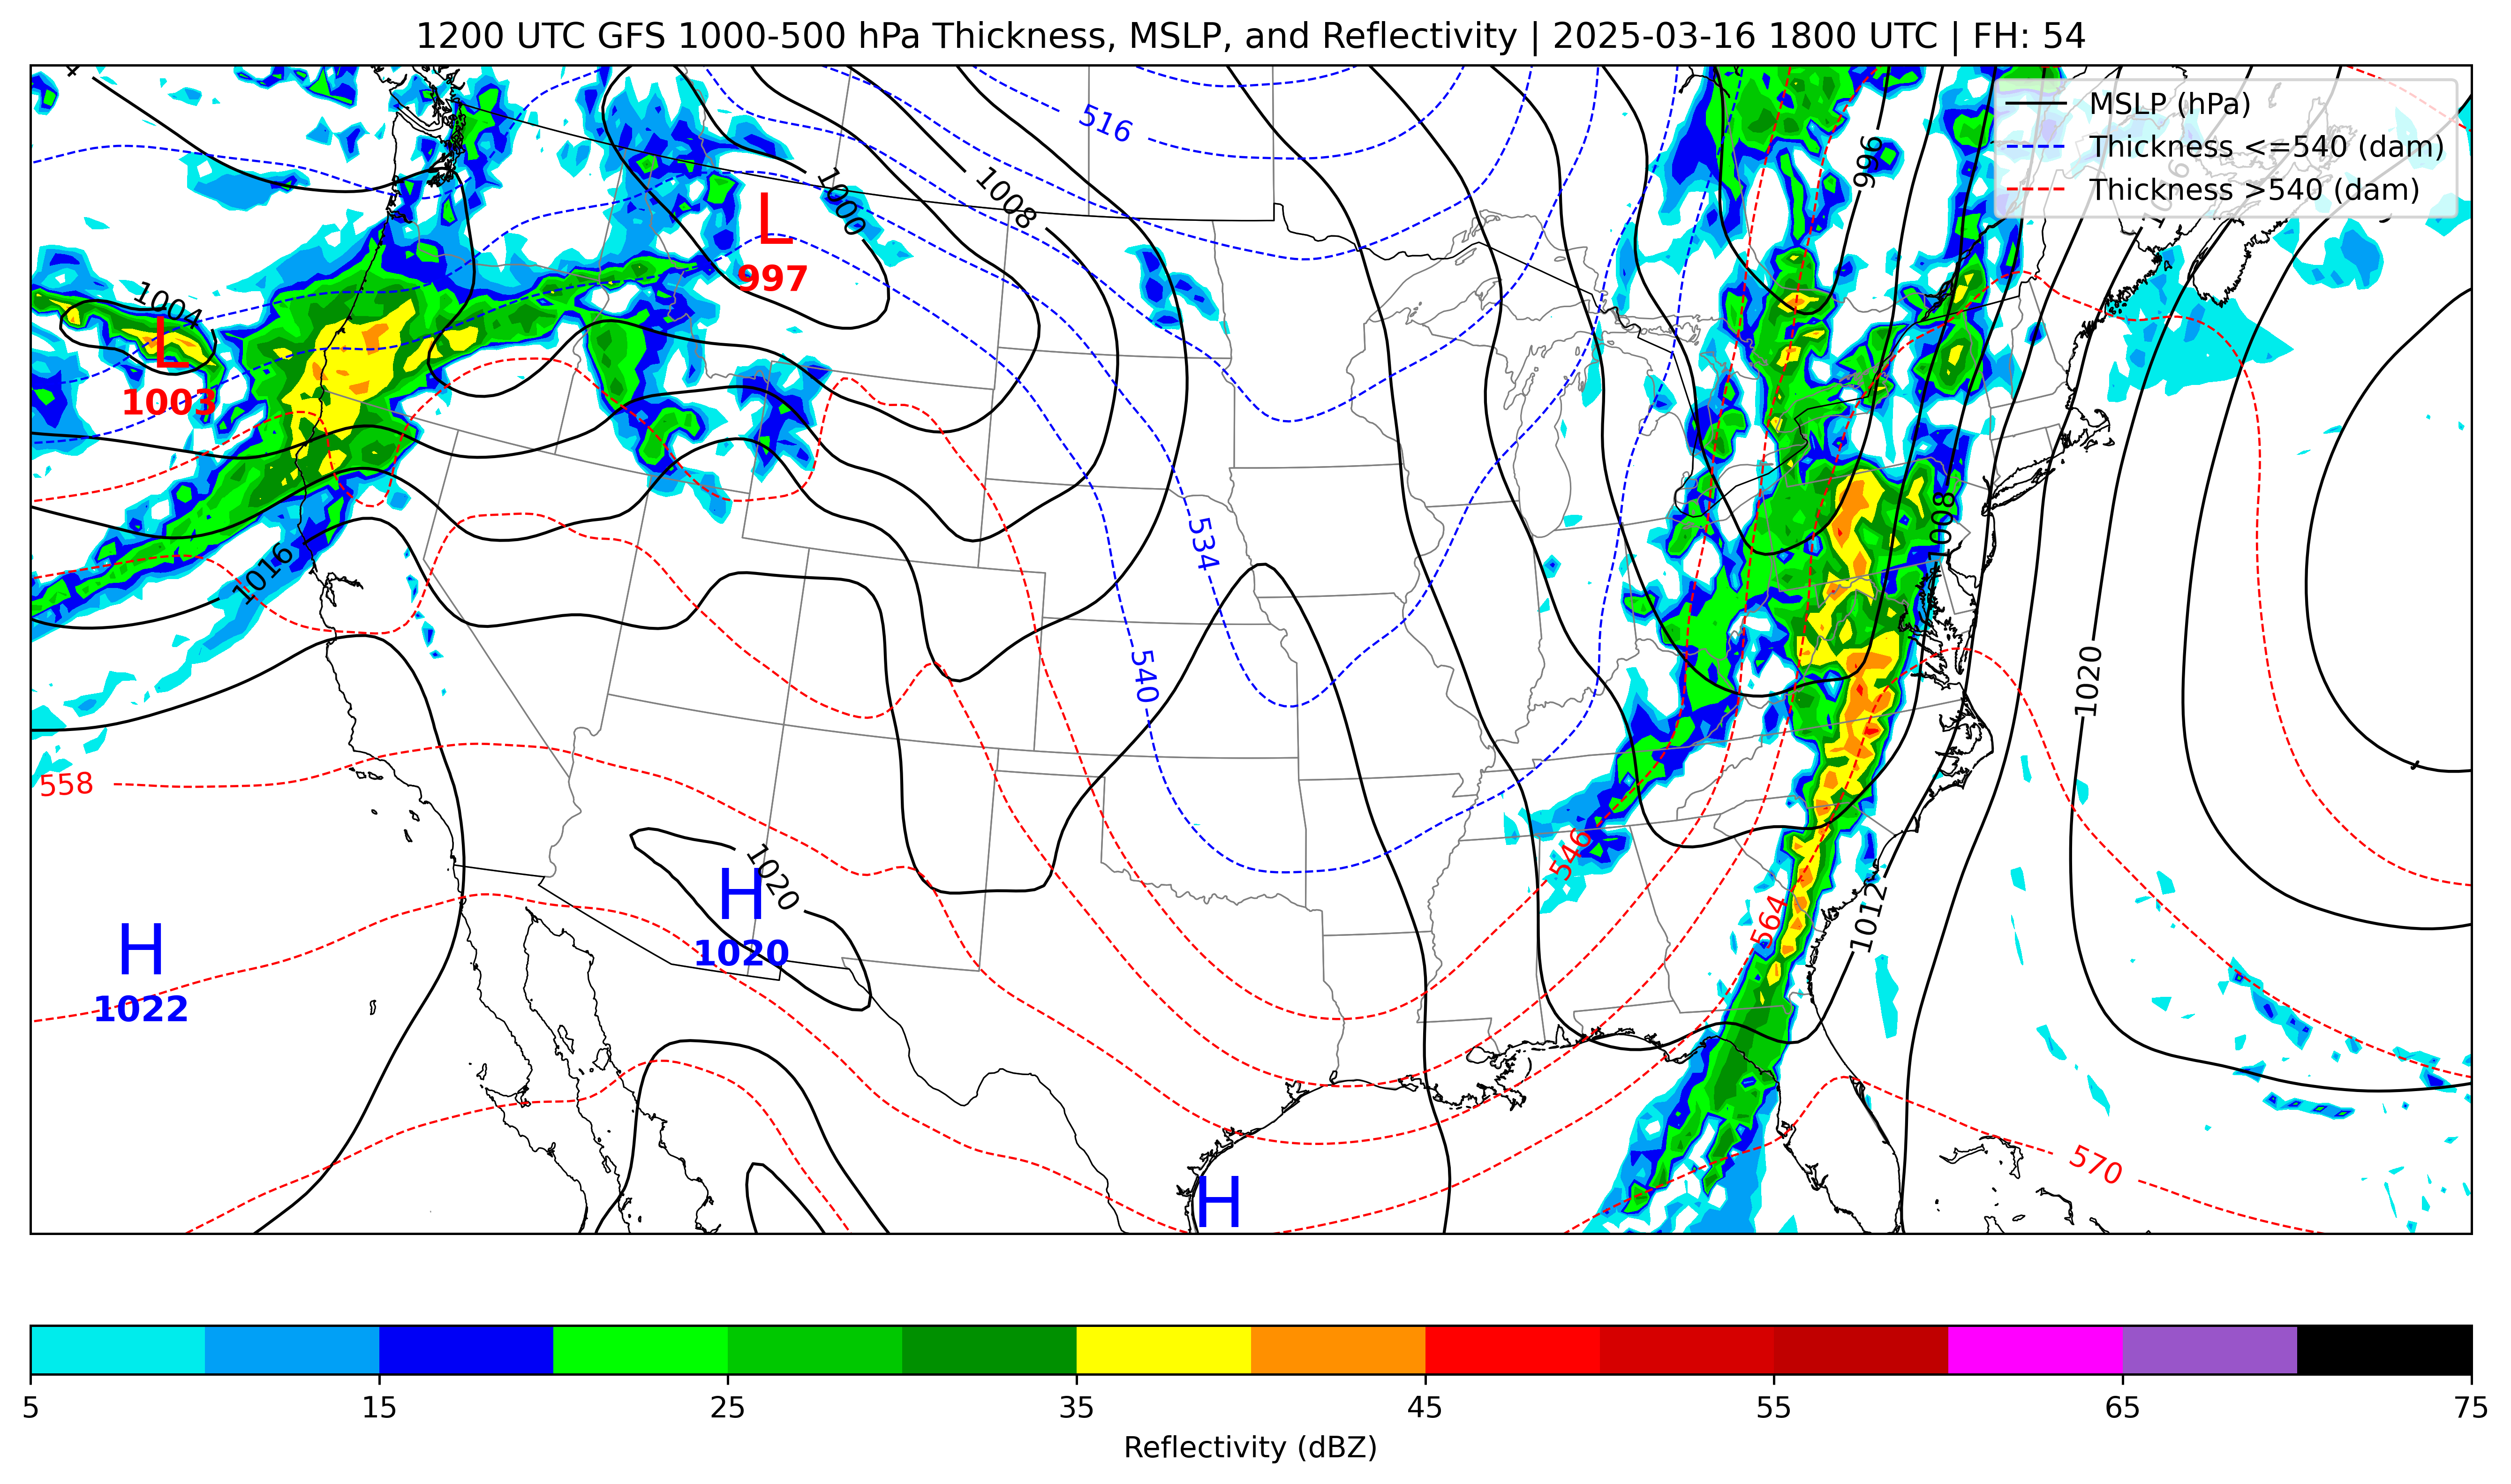 1200 UTC GFS 1000-500 hPa Thickness, MSLP, and Reflectivity | 2025-03-16 1800 UTC | FH: 54
MSLP (hPa)
Thickness <=540 (dam)
Thickness >540 (dam)
516
996
1000
1008
L
997
1004
L
1003
1008
534
1016
540
1020
558
546
1020
H
1020
564
1012
H
1022
570
H
5 15 25 35 45 55 65 75
Reflectivity (dBZ)